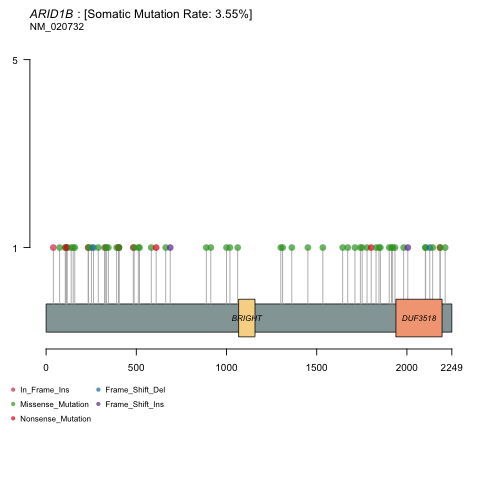 ARID1B : [Somatic Mutation Rate: 3.55%]
NM_020732
5
1
BRIGHT
DUF3518
0 500 1000 1500 2000 2249
In_Frame_Ins Frame_Shift_Del
Missense_Mutation Frame_Shift_Ins
Nonsense_Mutation